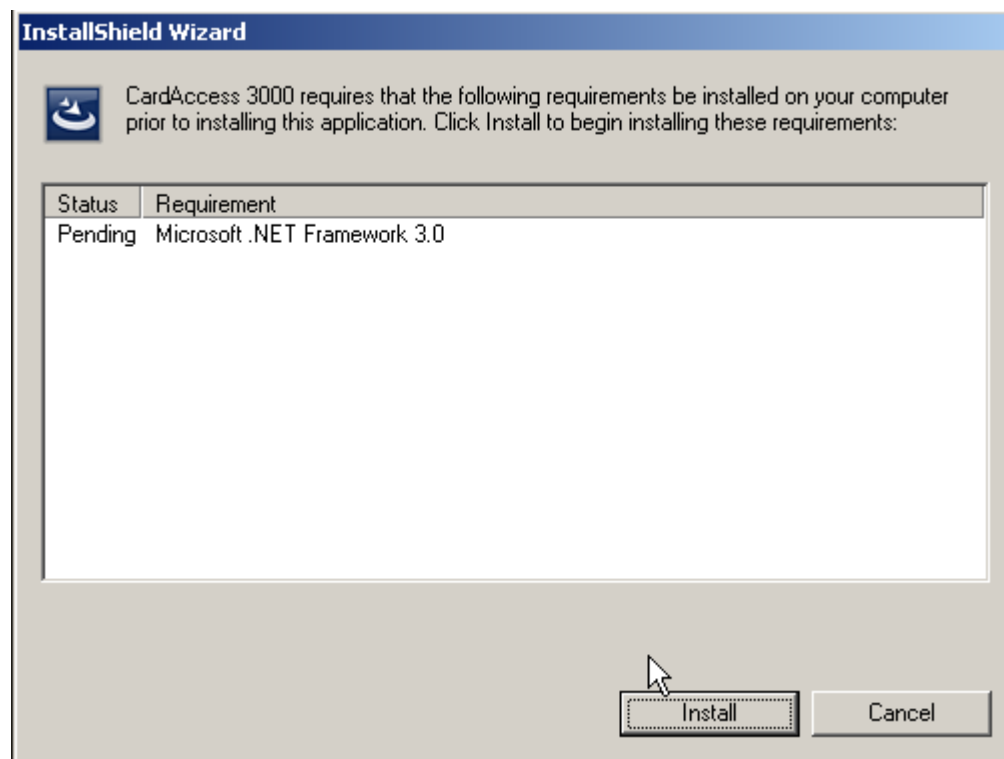 InstallShield Wizard
CardAccess 3000 requires that the following requirements be installed on your computer
prior to installing this application. Click Install to begin installing these requirements:
Status Requirement
Pending Microsoft .NET Framework 3.0
Install Cancel